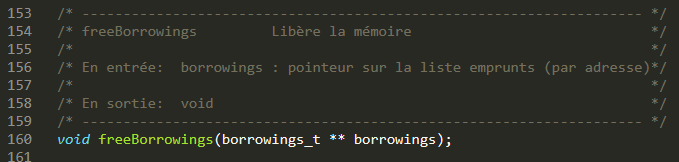 153 /* --------------------------------------------------------------------- */
154 /* freeBorrowings         Libère la mémoire                             */
155 /*                                                                       */
156 /* En entrée:  borrowings : pointeur sur la liste emprunts (par adresse)*/
157 /*                                                                       */
158 /* En sortie:  void                                                      */
159 /* --------------------------------------------------------------------- */
160 void freeBorrowings(borrowings_t ** borrowings);
161